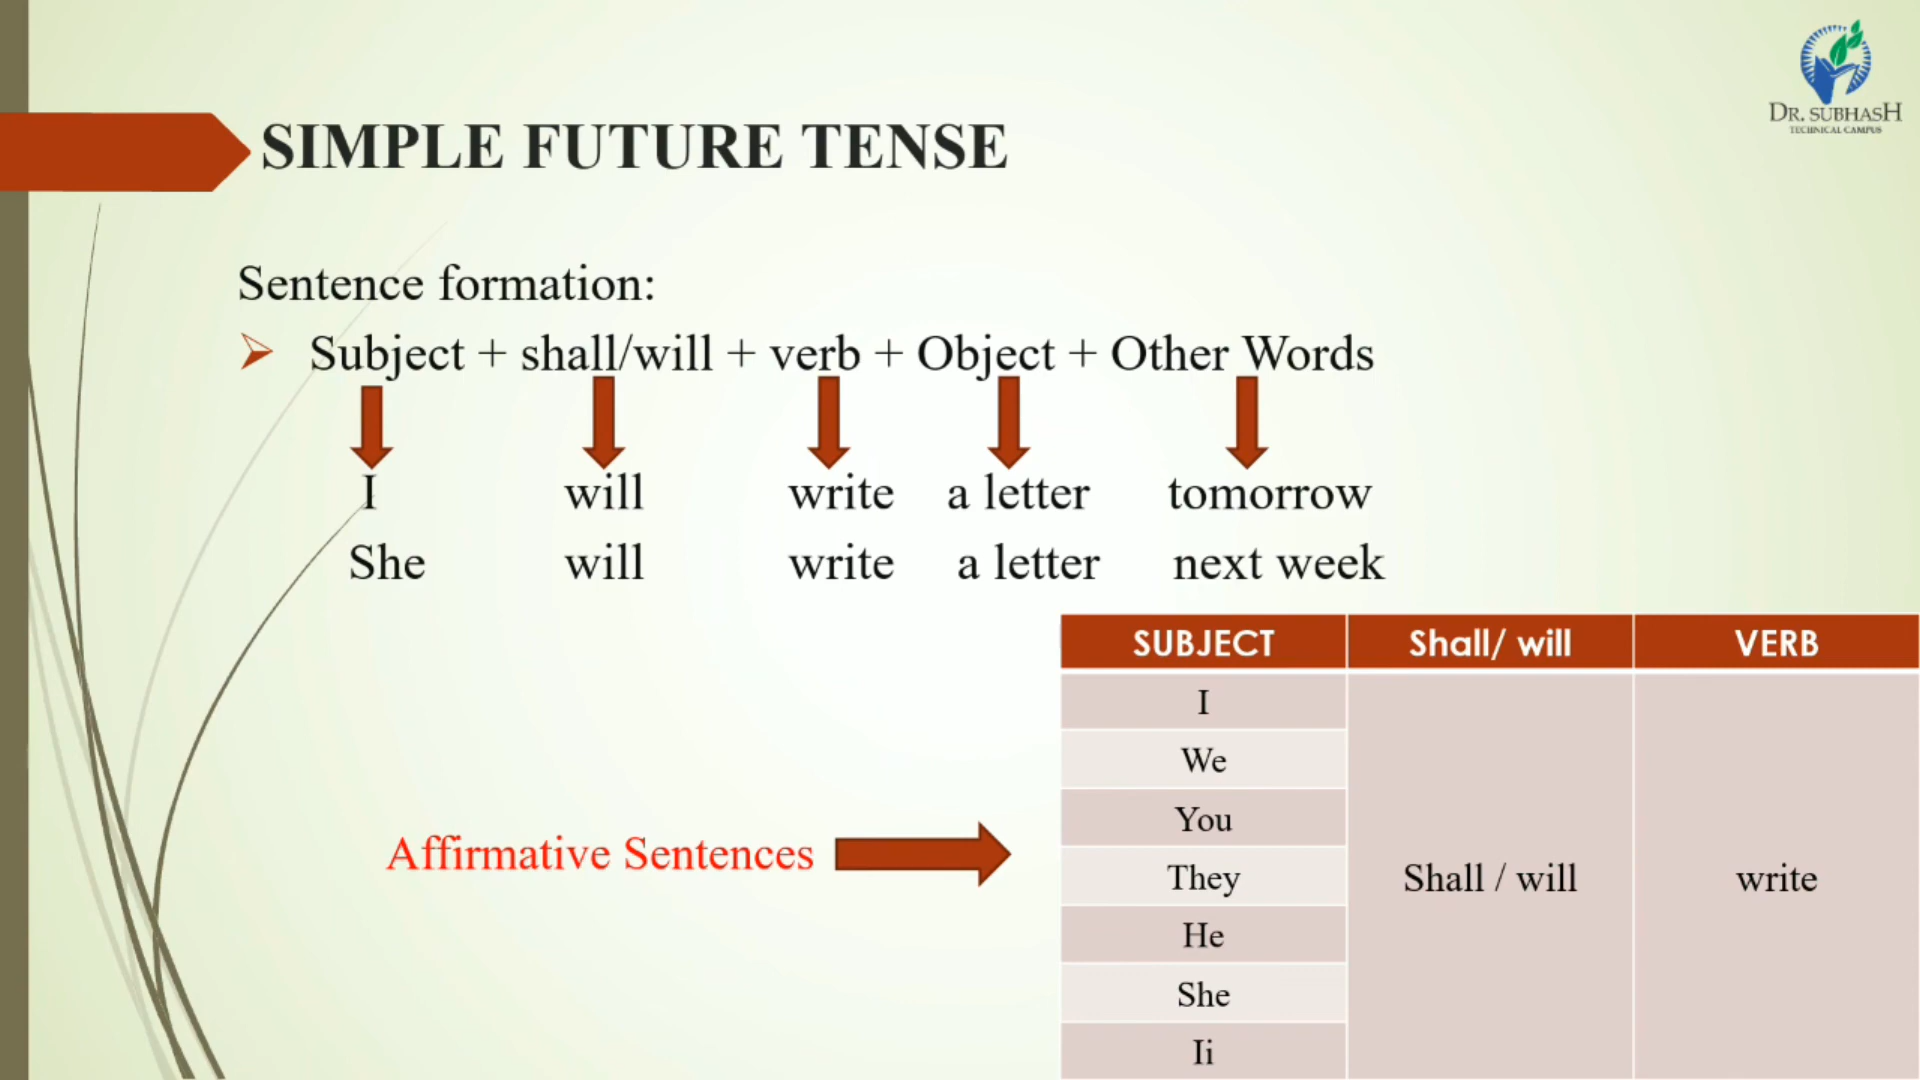 DR. SUBHASH
TECHNICAL CAMPUS
SIMPLE FUTURE TENSE
Sentence formation:
Subject + shall/will + verb + Object + Other Words
I will write a letter tomorrow
She will write a letter next week
SUBJECT Shall/ will VERB
I
We
You
Affirmative Sentences
They Shall / will write
He
She
Ii